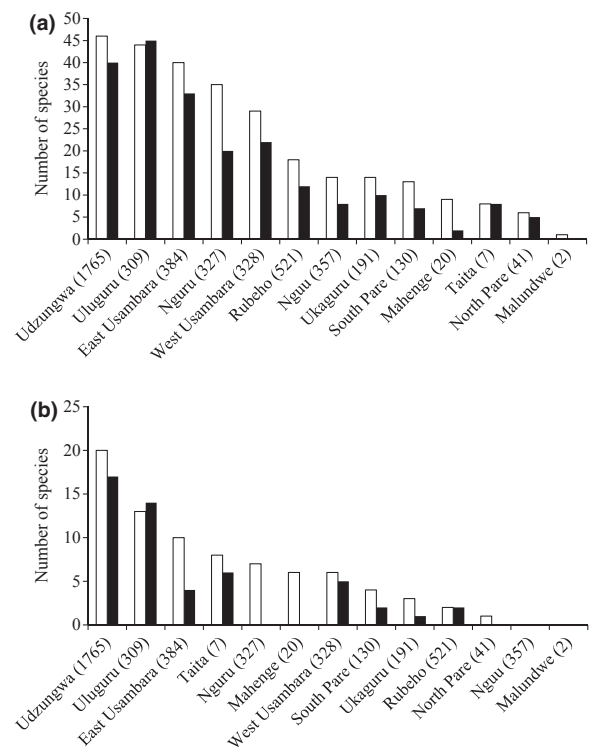 (a)
50
45
40
35
30
25
20
15
10
5
0
Number of species
Udzungwa (1765)
Uluguru (309)
East Usambara (384)
Nguru (327)
West Usambara (328)
Rubeho (521)
Nguu (357)
Ukaguru (191)
South Pare (130)
Mahenge (20)
Taita (7)
North Pare (41)
Malundwe (2)
(b)
25
20
15
10
5
0
Number of species
Udzungwa (1765)
Uluguru (309)
East Usambara (384)
Taita (7)
Nguru (327)
Mahenge (20)
West Usambara (328)
South Pare (130)
Ukaguru (191)
Rubeho (521)
North Pare (41)
Nguu (357)
Malundwe (2)